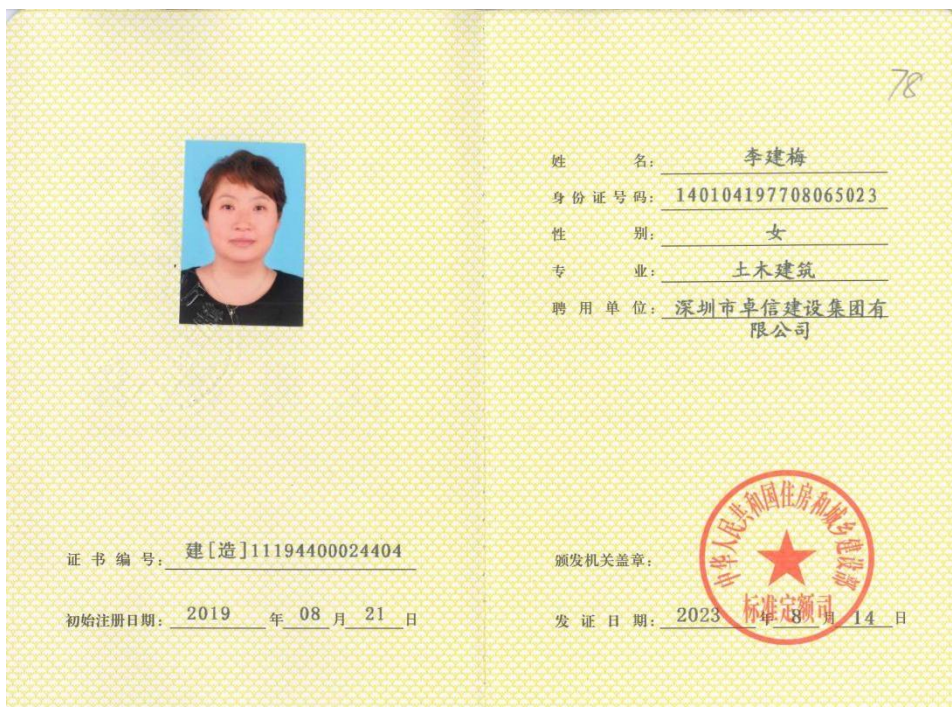 78
姓 名: 李建梅
身份证号码: 140104197708065023
性 别: 女
专 业: 土木建筑
聘用单位: 深圳市卓信建设集团有
限公司
证书编号: 建[造]11194400024404
初始注册日期: 2019 年 08 月 21 日
颁发机关盖章:
中华人民共和国住房和城乡建设部
标准定额司
发证日期: 2023 年 8 月 14 日